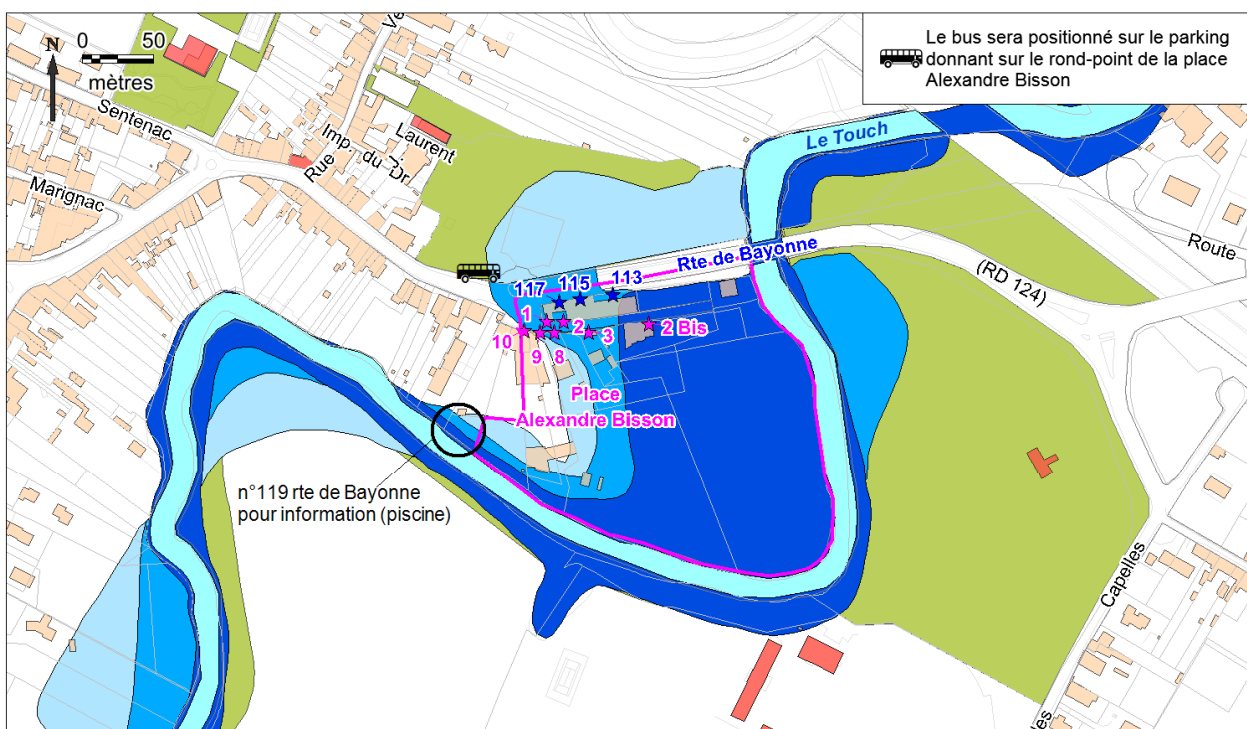 N
0 50
mètres
Le bus sera positionné sur le parking
donnant sur le rond-point de la place
Alexandre Bisson
Sentenac
Marignac
Rue
Imp. du Dr.
Laurent
Le Touch
Rte de Bayonne
Route
(RD 124)
117 115 113
1
2
3
2 Bis
10
9
8
Place
Alexandre Bisson
n°119 rte de Bayonne
pour information (piscine)
Capelles